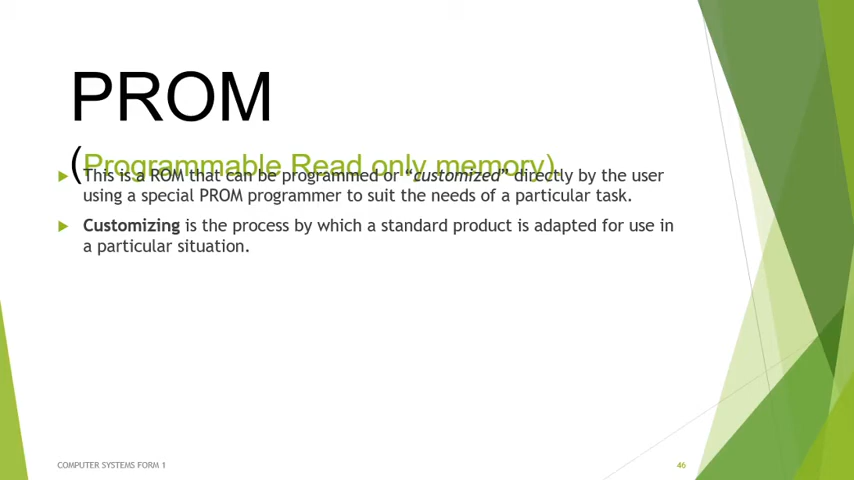 PROM
(Programmable Read only memory)
This is a ROM that can be programmed or “customized” directly by the user
using a special PROM programmer to suit the needs of a particular task.
Customizing is the process by which a standard product is adapted for use in
a particular situation.
COMPUTER SYSTEMS FORM 1
46